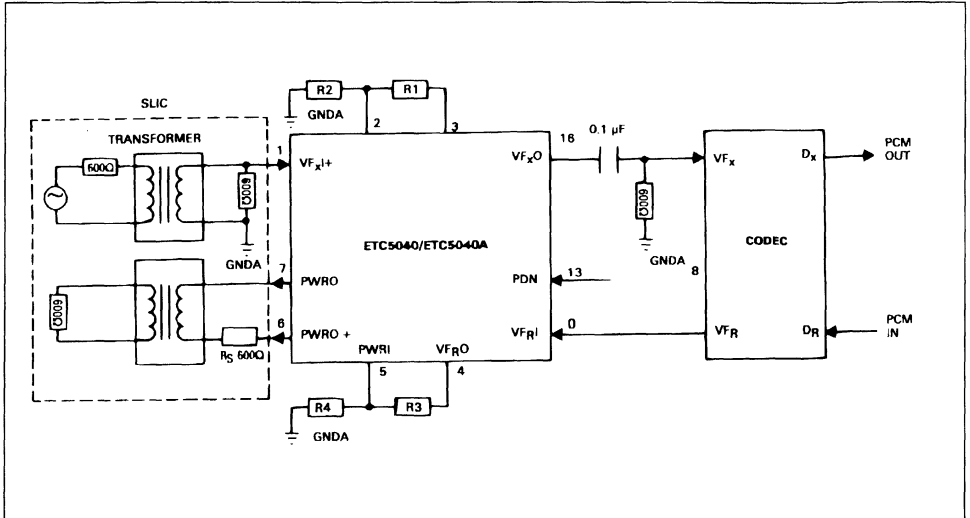 SLIC
TRANSFORMER
600Ω
600Ω
GNDA
600Ω
RS 600Ω
R2
R1
GNDA
2
3
1
VFXI+
VFXO
16
ETC5040/ETC5040A
7
PWRO
PDN
13
6
PWRO +
VFRI
0
PWRI
VFRO
5
4
R4
R3
GNDA
0.1 µF
600Ω
GNDA
8
VFX
DX
PCM
OUT
CODEC
VFR
DR
PCM
IN